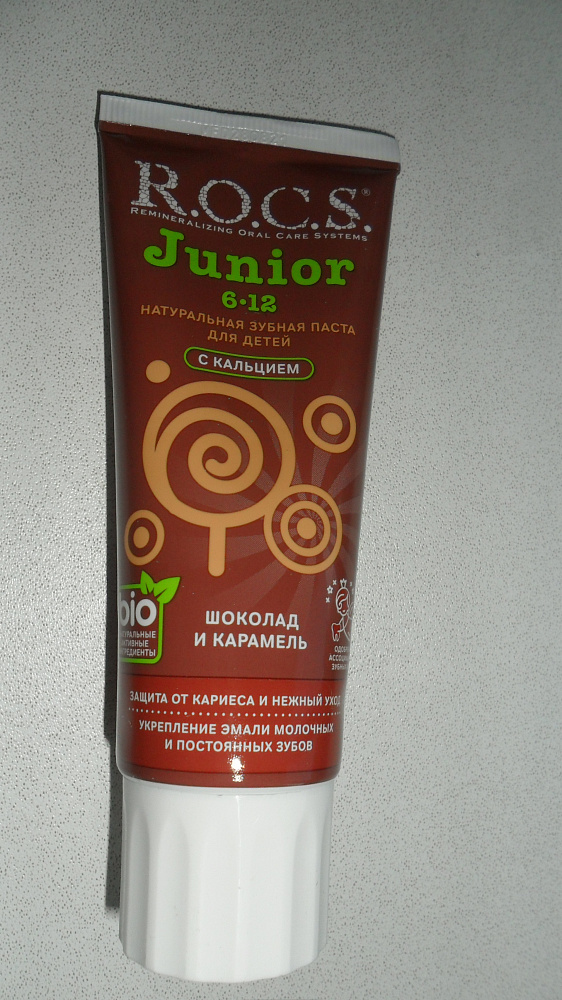 R.O.C.S.®
REMINERALIZING ORAL CARE SYSTEMS
Junior
6-12
НАТУРАЛЬНАЯ ЗУБНАЯ ПАСТА
ДЛЯ ДЕТЕЙ
С КАЛЬЦИЕМ
bio
ШОКОЛАД
И КАРАМЕЛЬ
ЗАЩИТА ОТ КАРИЕСА И НЕЖНЫЙ УХОД
УКРЕПЛЕНИЕ ЭМАЛИ МОЛОЧНЫХ
И ПОСТОЯННЫХ ЗУБОВ